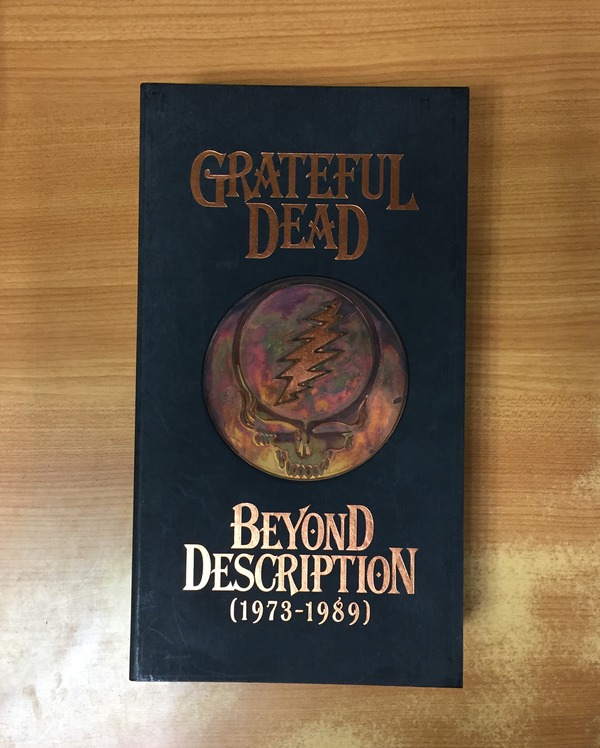 GRATEFUL
DEAD
BEYOND
DESCRIPTION
(1973-1989)